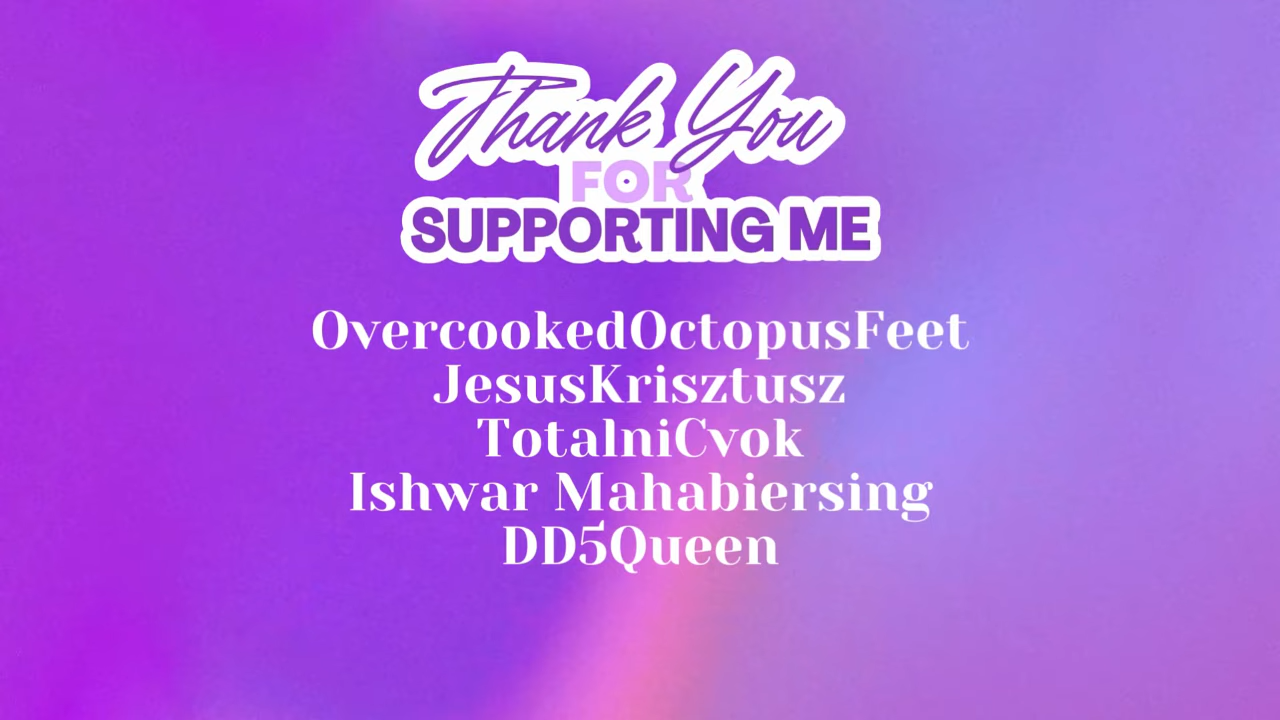 Thank You
FOR
SUPPORTING ME
OvercookedOctopusFeet
JesusKrisztusz
TotalniCvok
Ishwar Mahabiersing
DD5Queen